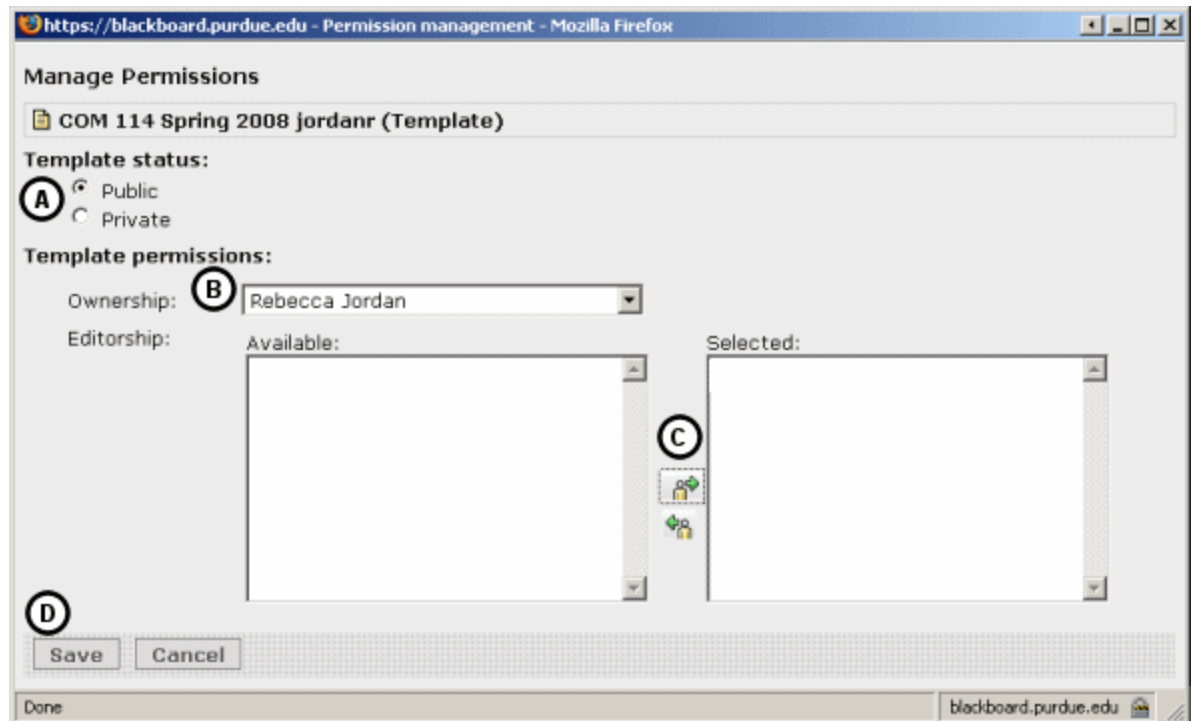 https://blackboard.purdue.edu - Permission management - Mozilla Firefox
Manage Permissions
COM 114 Spring 2008 jordanr (Template)
Template status:
A
Public
Private
Template permissions:
B
Ownership: Rebecca Jordan
Editorship:
Available: Selected:
C
D
Save Cancel
Done blackboard.purdue.edu